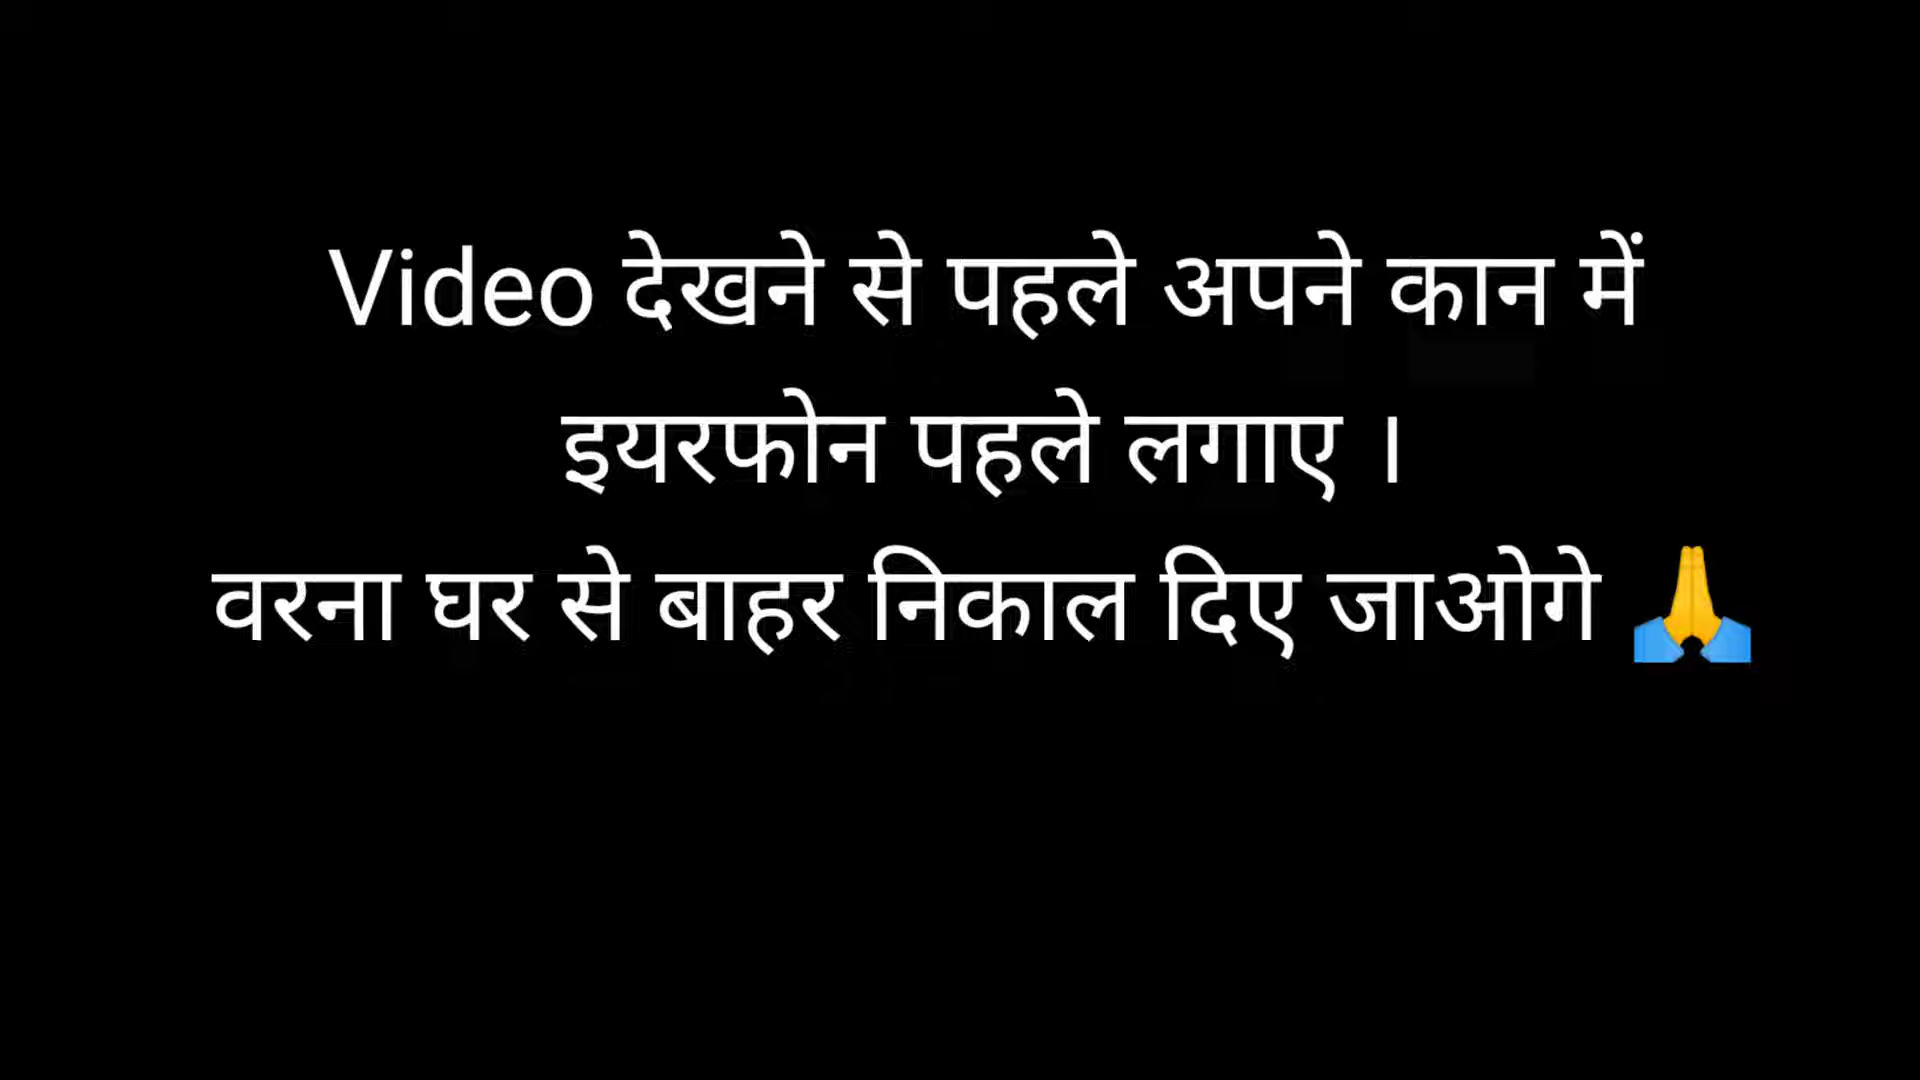 Video देखने से पहले अपने कान में
इयरफोन पहले लगाए ।
वरना घर से बाहर निकाल दिए जाओगे 🙏